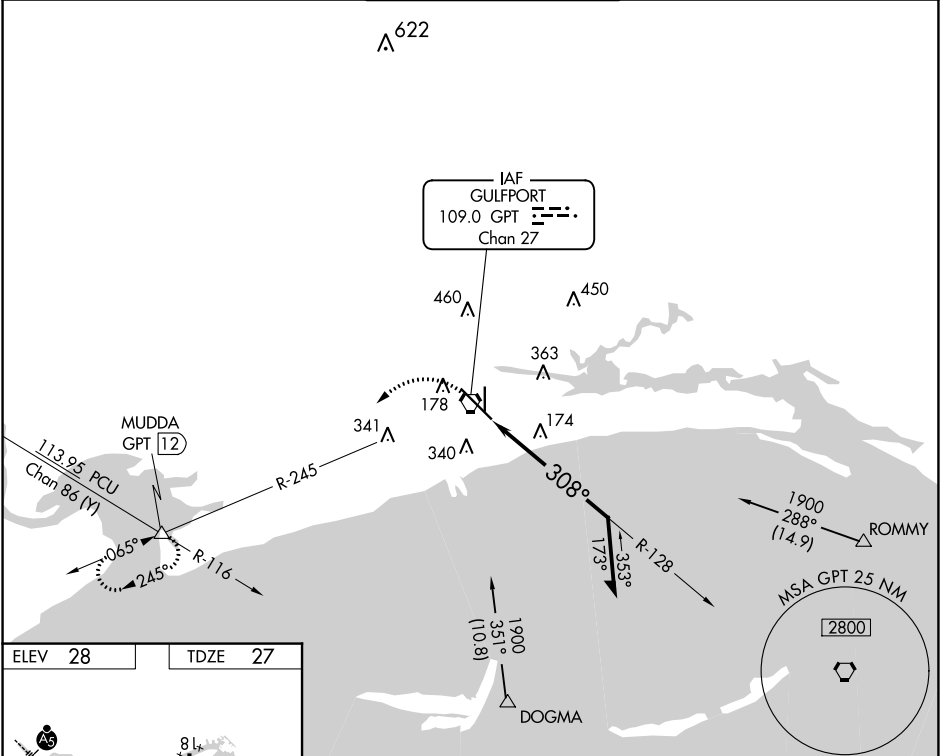 622
IAF
GULFPORT
109.0 GPT
Chan 27
460
450
363
178
174
341
340
MUDDA
GPT 12
113.95 PCU
Chan 86 (Y)
R-245
308°
1900
288°
(14.9)
ROMMY
065°
245°
R-116
173°
353°
R-128
MSA GPT 25 NM
2800
1900
351°
(10.8)
DOGMA
ELEV 28
TDZE 27
A5
81